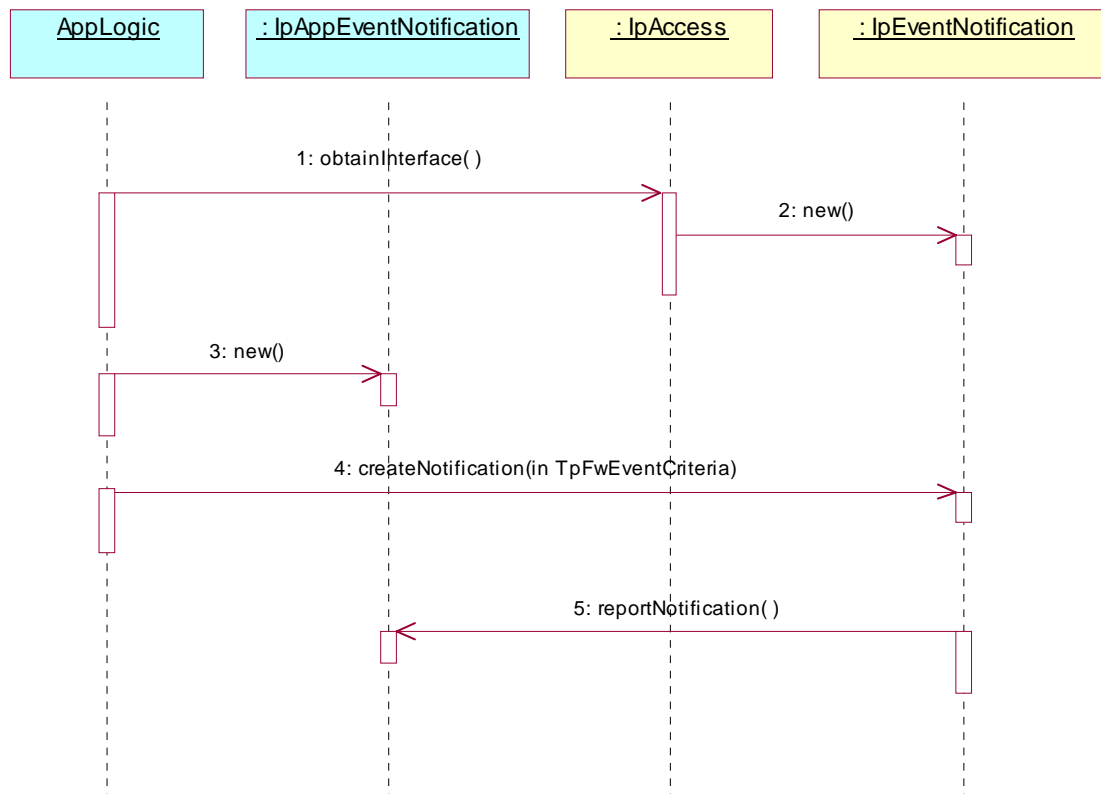 AppLogic
: IpAppEventNotification
: IpAccess
: IpEventNotification
1: obtainInterface( )
2: new()
3: new()
4: createNotification(in TpFwEventCriteria)
5: reportNotification( )